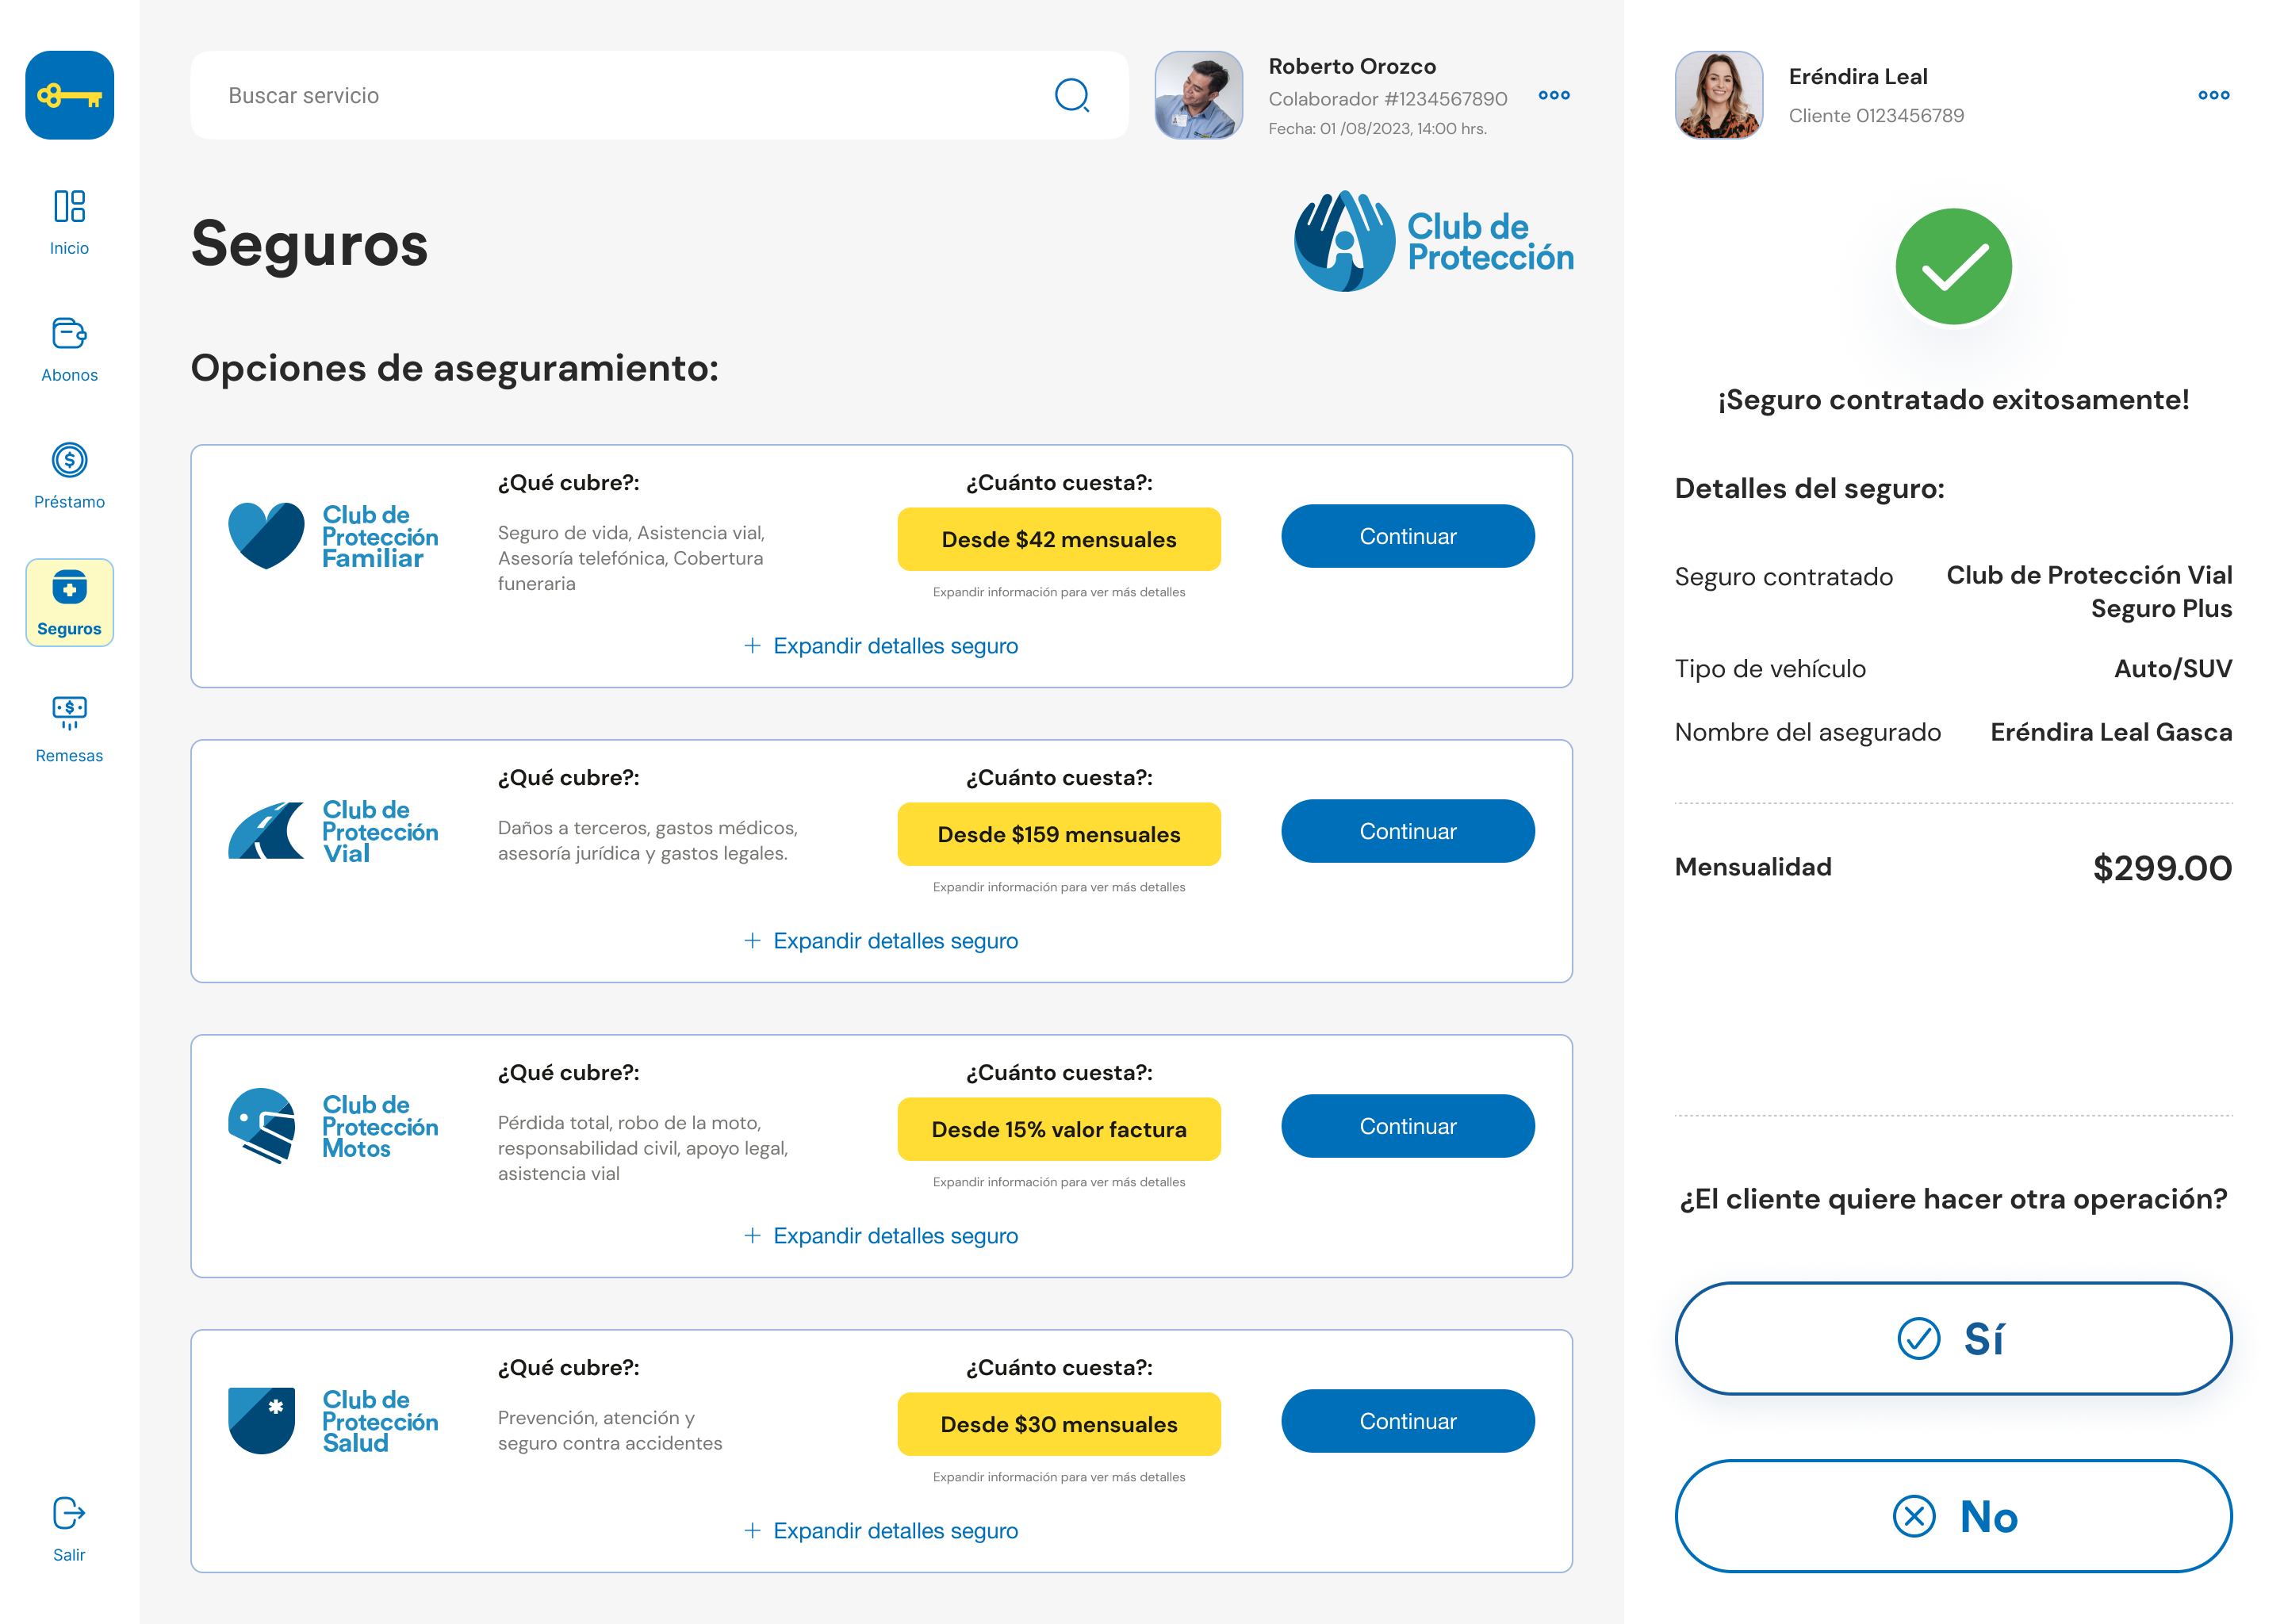 Inicio
Abonos
Préstamo
Seguros
Remesas
Salir
Buscar servicio
Roberto Orozco
Colaborador #1234567890
Fecha: 01 /08/2023, 14:00 hrs.
Seguros
Club de
Protección
Opciones de aseguramiento:
Club de
Protección
Familiar
¿Qué cubre?:
Seguro de vida, Asistencia vial,
Asesoría telefónica, Cobertura
funeraria
¿Cuánto cuesta?:
Desde $42 mensuales
Expandir información para ver más detalles
Continuar
+ Expandir detalles seguro
Club de
Protección
Vial
¿Qué cubre?:
Daños a terceros, gastos médicos,
asesoría jurídica y gastos legales.
¿Cuánto cuesta?:
Desde $159 mensuales
Expandir información para ver más detalles
Continuar
+ Expandir detalles seguro
Club de
Protección
Motos
¿Qué cubre?:
Pérdida total, robo de la moto,
responsabilidad civil, apoyo legal,
asistencia vial
¿Cuánto cuesta?:
Desde 15% valor factura
Expandir información para ver más detalles
Continuar
+ Expandir detalles seguro
Club de
Protección
Salud
¿Qué cubre?:
Prevención, atención y
seguro contra accidentes
¿Cuánto cuesta?:
Desde $30 mensuales
Expandir información para ver más detalles
Continuar
+ Expandir detalles seguro
Eréndira Leal
Cliente 0123456789
¡Seguro contratado exitosamente!
Detalles del seguro:
Seguro contratado Club de Protección Vial
Seguro Plus
Tipo de vehículo Auto/SUV
Nombre del asegurado Eréndira Leal Gasca
Mensualidad $299.00
¿El cliente quiere hacer otra operación?
Sí
No